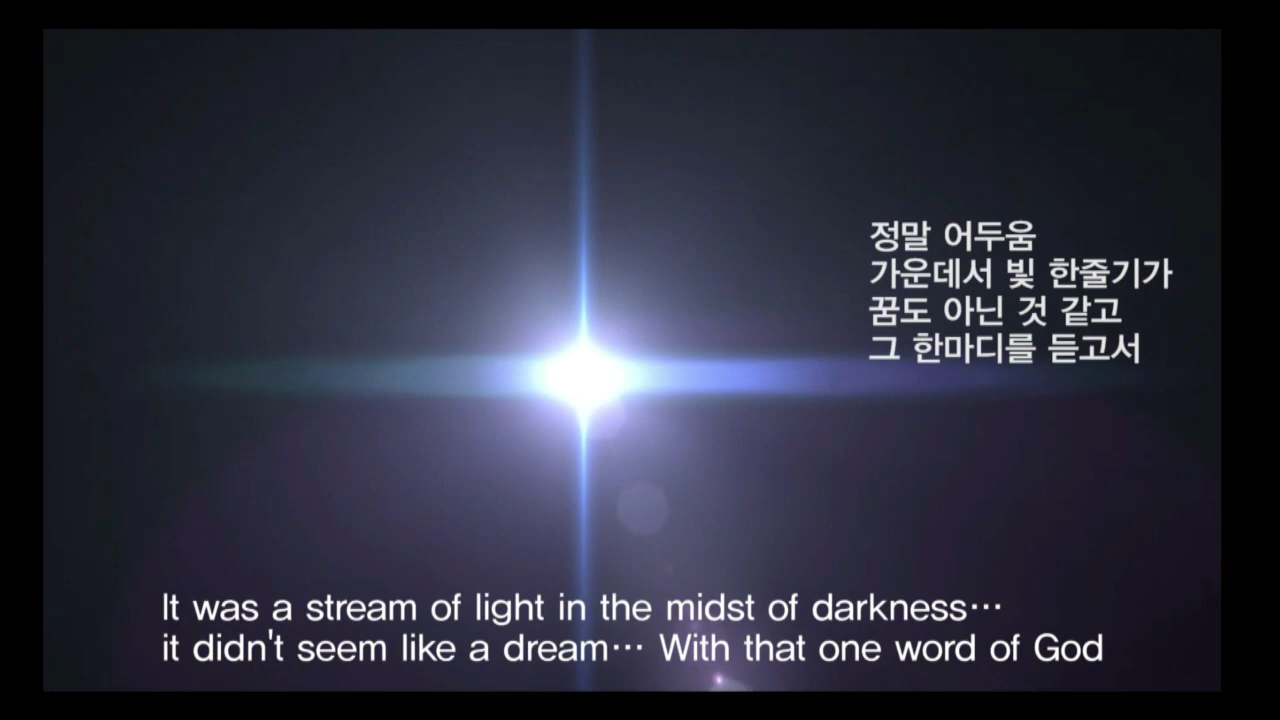 정말 어두움
가운데서 빛 한줄기가
꿈도 아닌 것 같고
그 한마디를 듣고서
It was a stream of light in the midst of darkness…
it didn't seem like a dream… With that one word of God